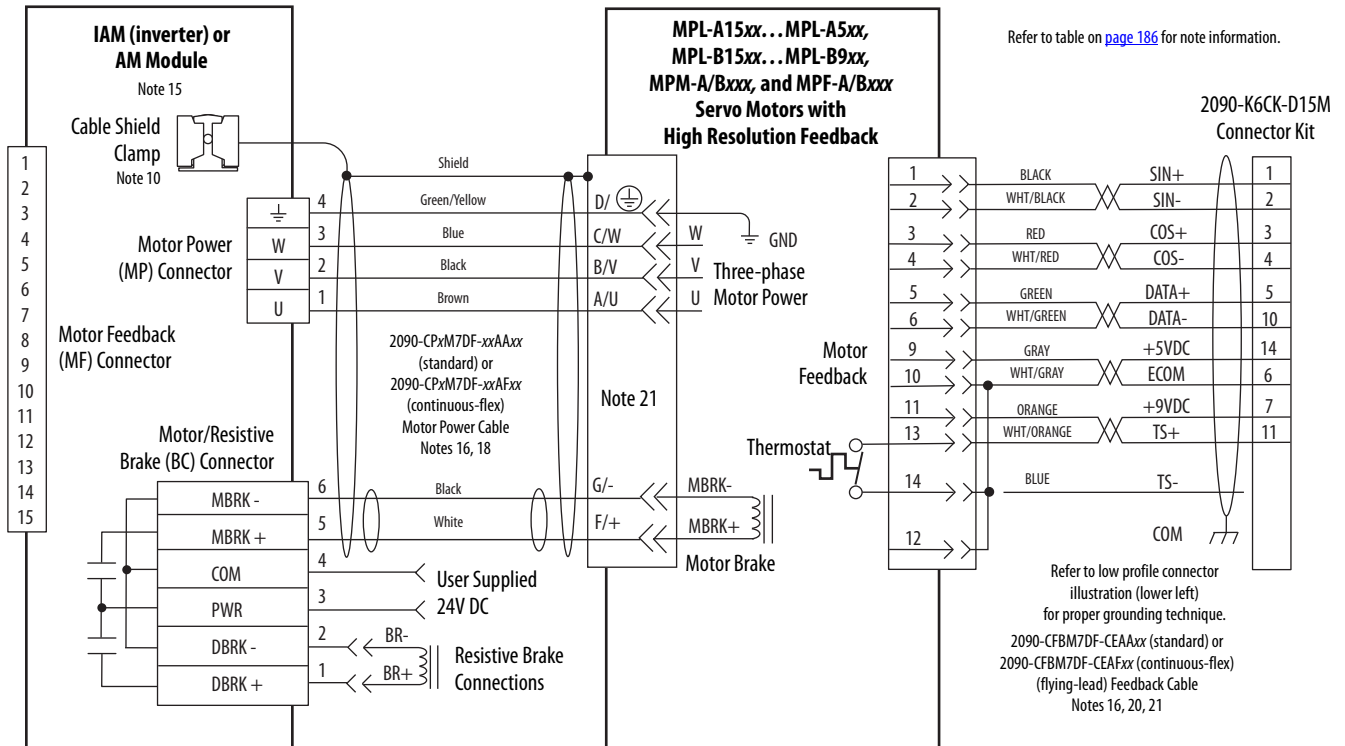 IAM (inverter) or
AM Module
Note 15
Cable Shield
Clamp
Note 10
1
2
3
4
5
6
7
8
9
10
11
12
13
14
15
Motor Feedback
(MF) Connector
Motor Power
(MP) Connector
W
V
U
4
3
2
1
Shield
Green/Yellow
Blue
Black
Brown
D/
C/W
B/V
A/U
W
V
U
GND
Three-phase
Motor Power
2090-CPxM7DF-xxAAxx
(standard) or
2090-CPxM7DF-xxAFxx
(continuous-flex)
Motor Power Cable
Notes 16, 18
Note 21
Motor/Resistive
Brake (BC) Connector
MBRK -
MBRK +
COM
PWR
DBRK -
DBRK +
6
5
4
3
2
1
Black
White
G/-
F/+
MBRK-
MBRK+
Motor Brake
User Supplied
24V DC
BR-
BR+
Resistive Brake
Connections
MPL-A15xx...MPL-A5xx,
MPL-B15xx...MPL-B9xx,
MPM-A/Bxxx, and MPF-A/Bxxx
Servo Motors with
High Resolution Feedback
Motor
Feedback
Thermostat
1
2
3
4
5
6
9
10
11
13
14
12
Refer to table on page 186 for note information.
2090-K6CK-D15M
Connector Kit
BLACK SIN+ 1
WHT/BLACK SIN- 2
RED COS+ 3
WHT/RED COS- 4
GREEN DATA+ 5
WHT/GREEN DATA- 10
GRAY +5VDC 14
WHT/GRAY ECOM 6
ORANGE +9VDC 7
WHT/ORANGE TS+ 11
BLUE TS-
COM
Refer to low profile connector
illustration (lower left)
for proper grounding technique.
2090-CFBM7DF-CEAAxx (standard) or
2090-CFBM7DF-CEAFxx (continuous-flex)
(flying-lead) Feedback Cable
Notes 16, 20, 21